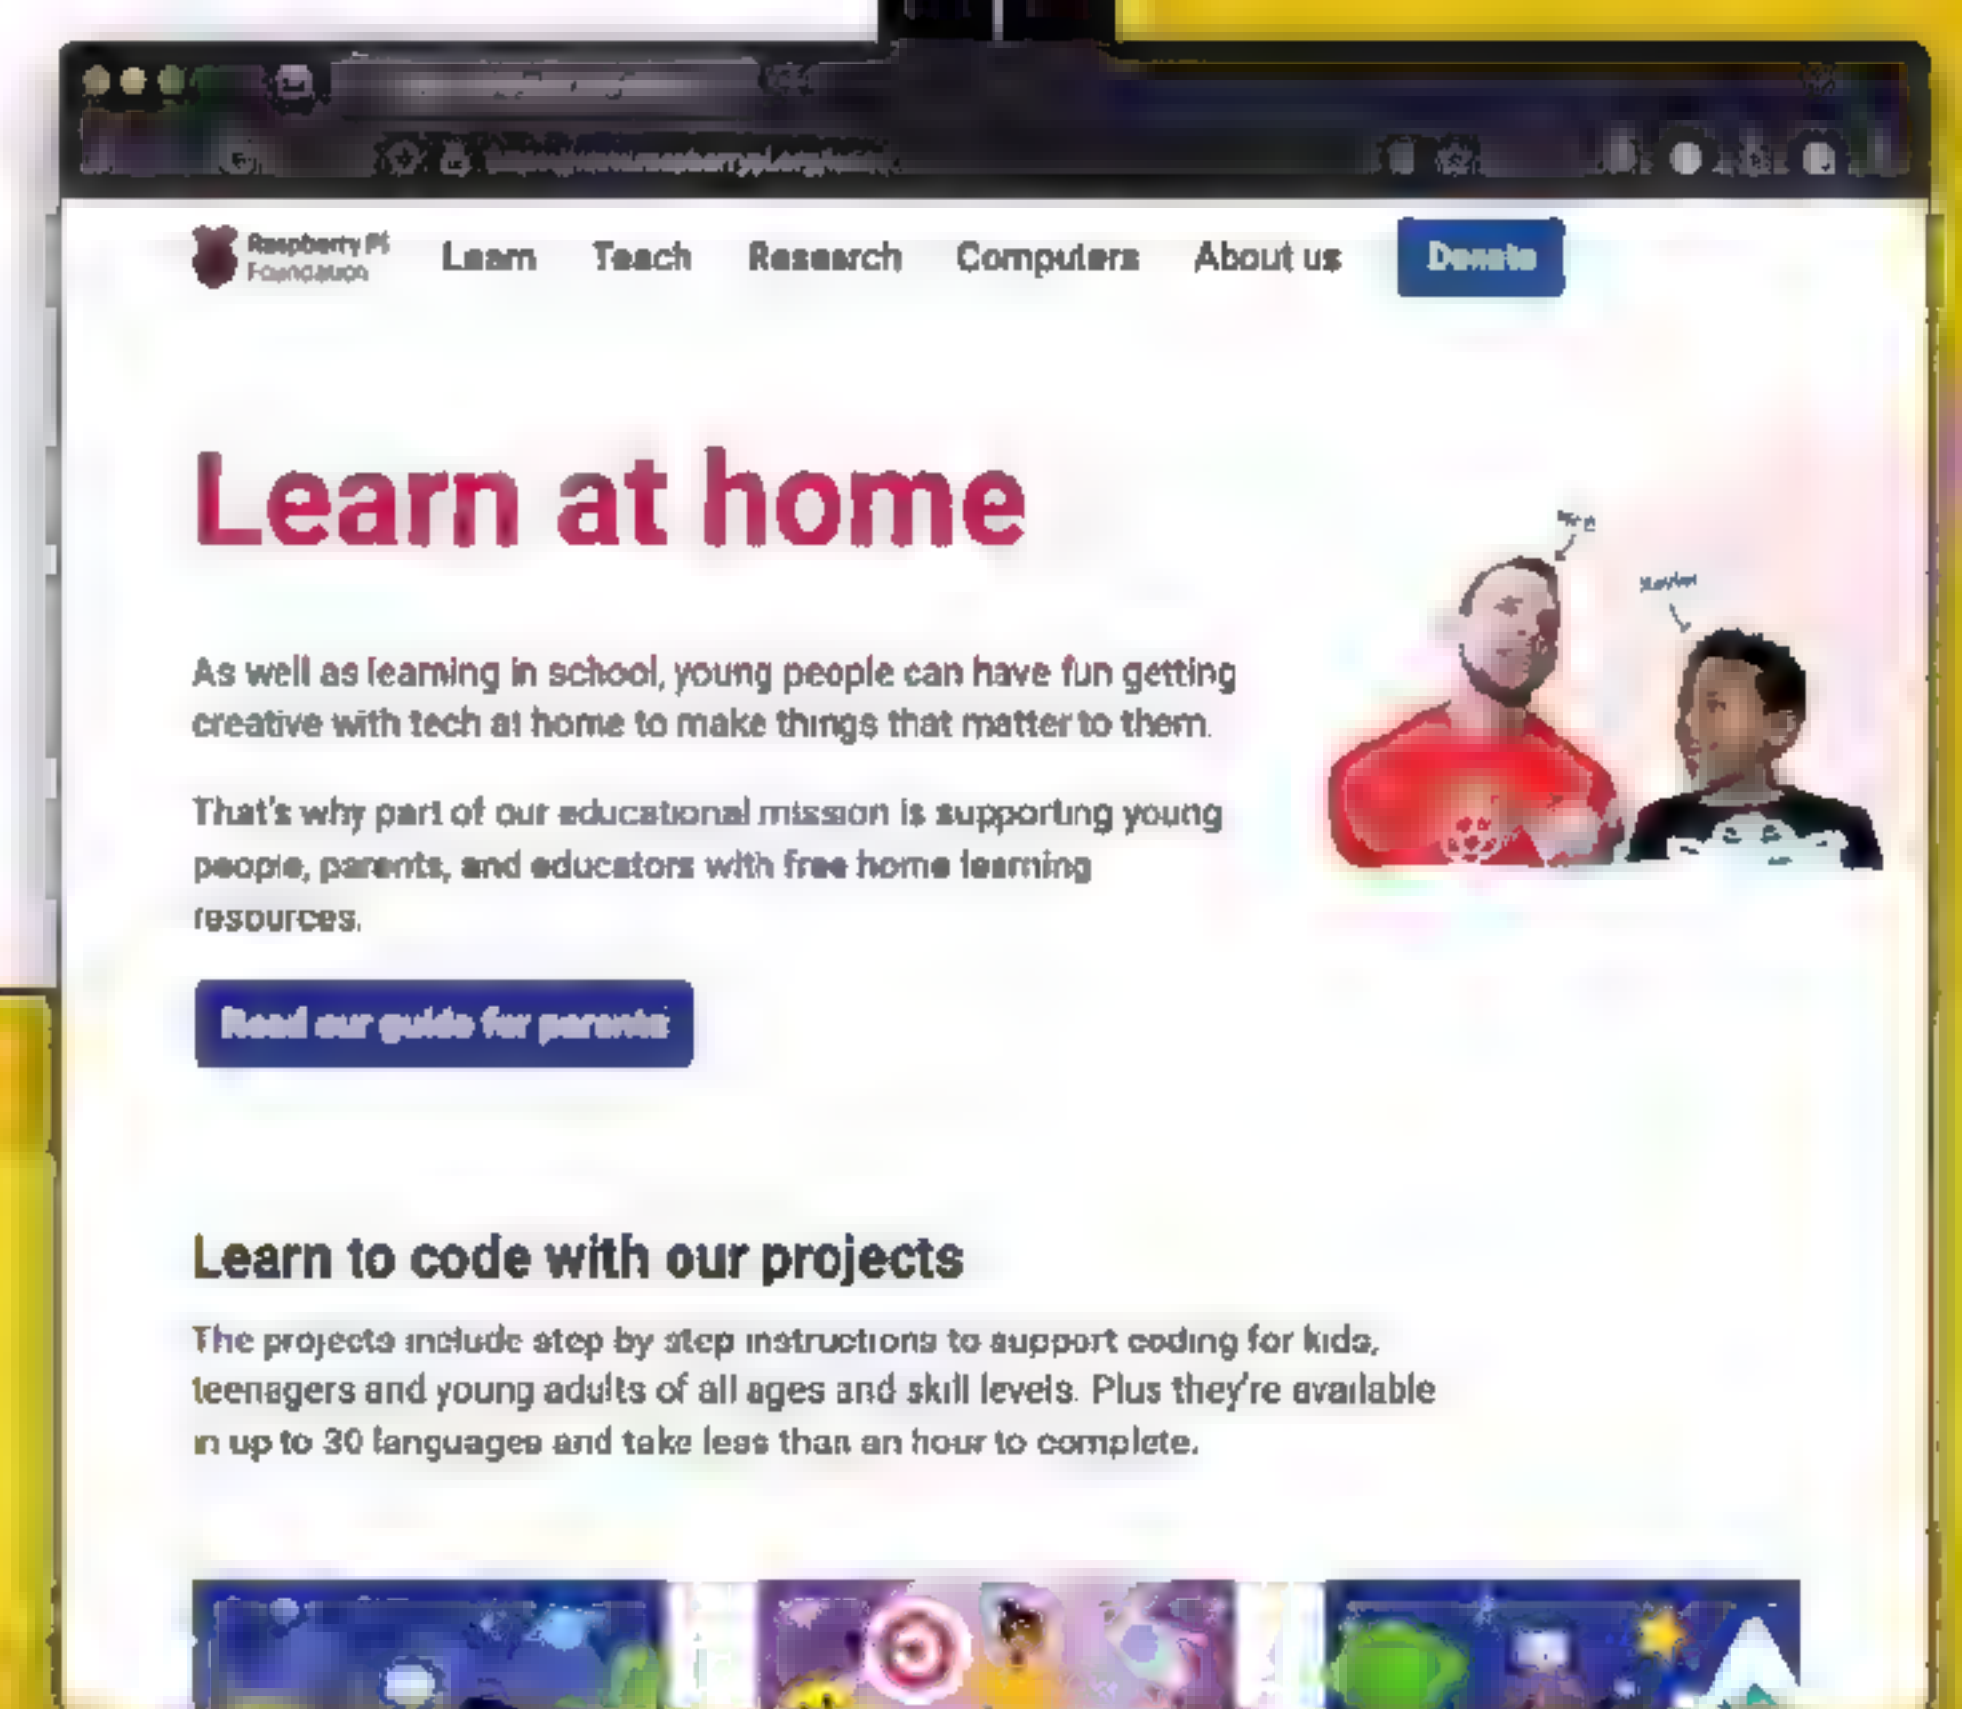 Raspberry Pi
Foundation
Learn Teach Research Computers About us Donate
Learn at home
As well as learning in school, young people can have fun getting
creative with tech at home to make things that matter to them.
That's why part of our educational mission is supporting young
people, parents, and educators with free home learning
resources.
Read our guide for parents
Learn to code with our projects
The projects include step by step instructions to support coding for kids,
teenagers and young adults of all ages and skill levels. Plus they're available
in up to 30 languages and take less than an hour to complete.